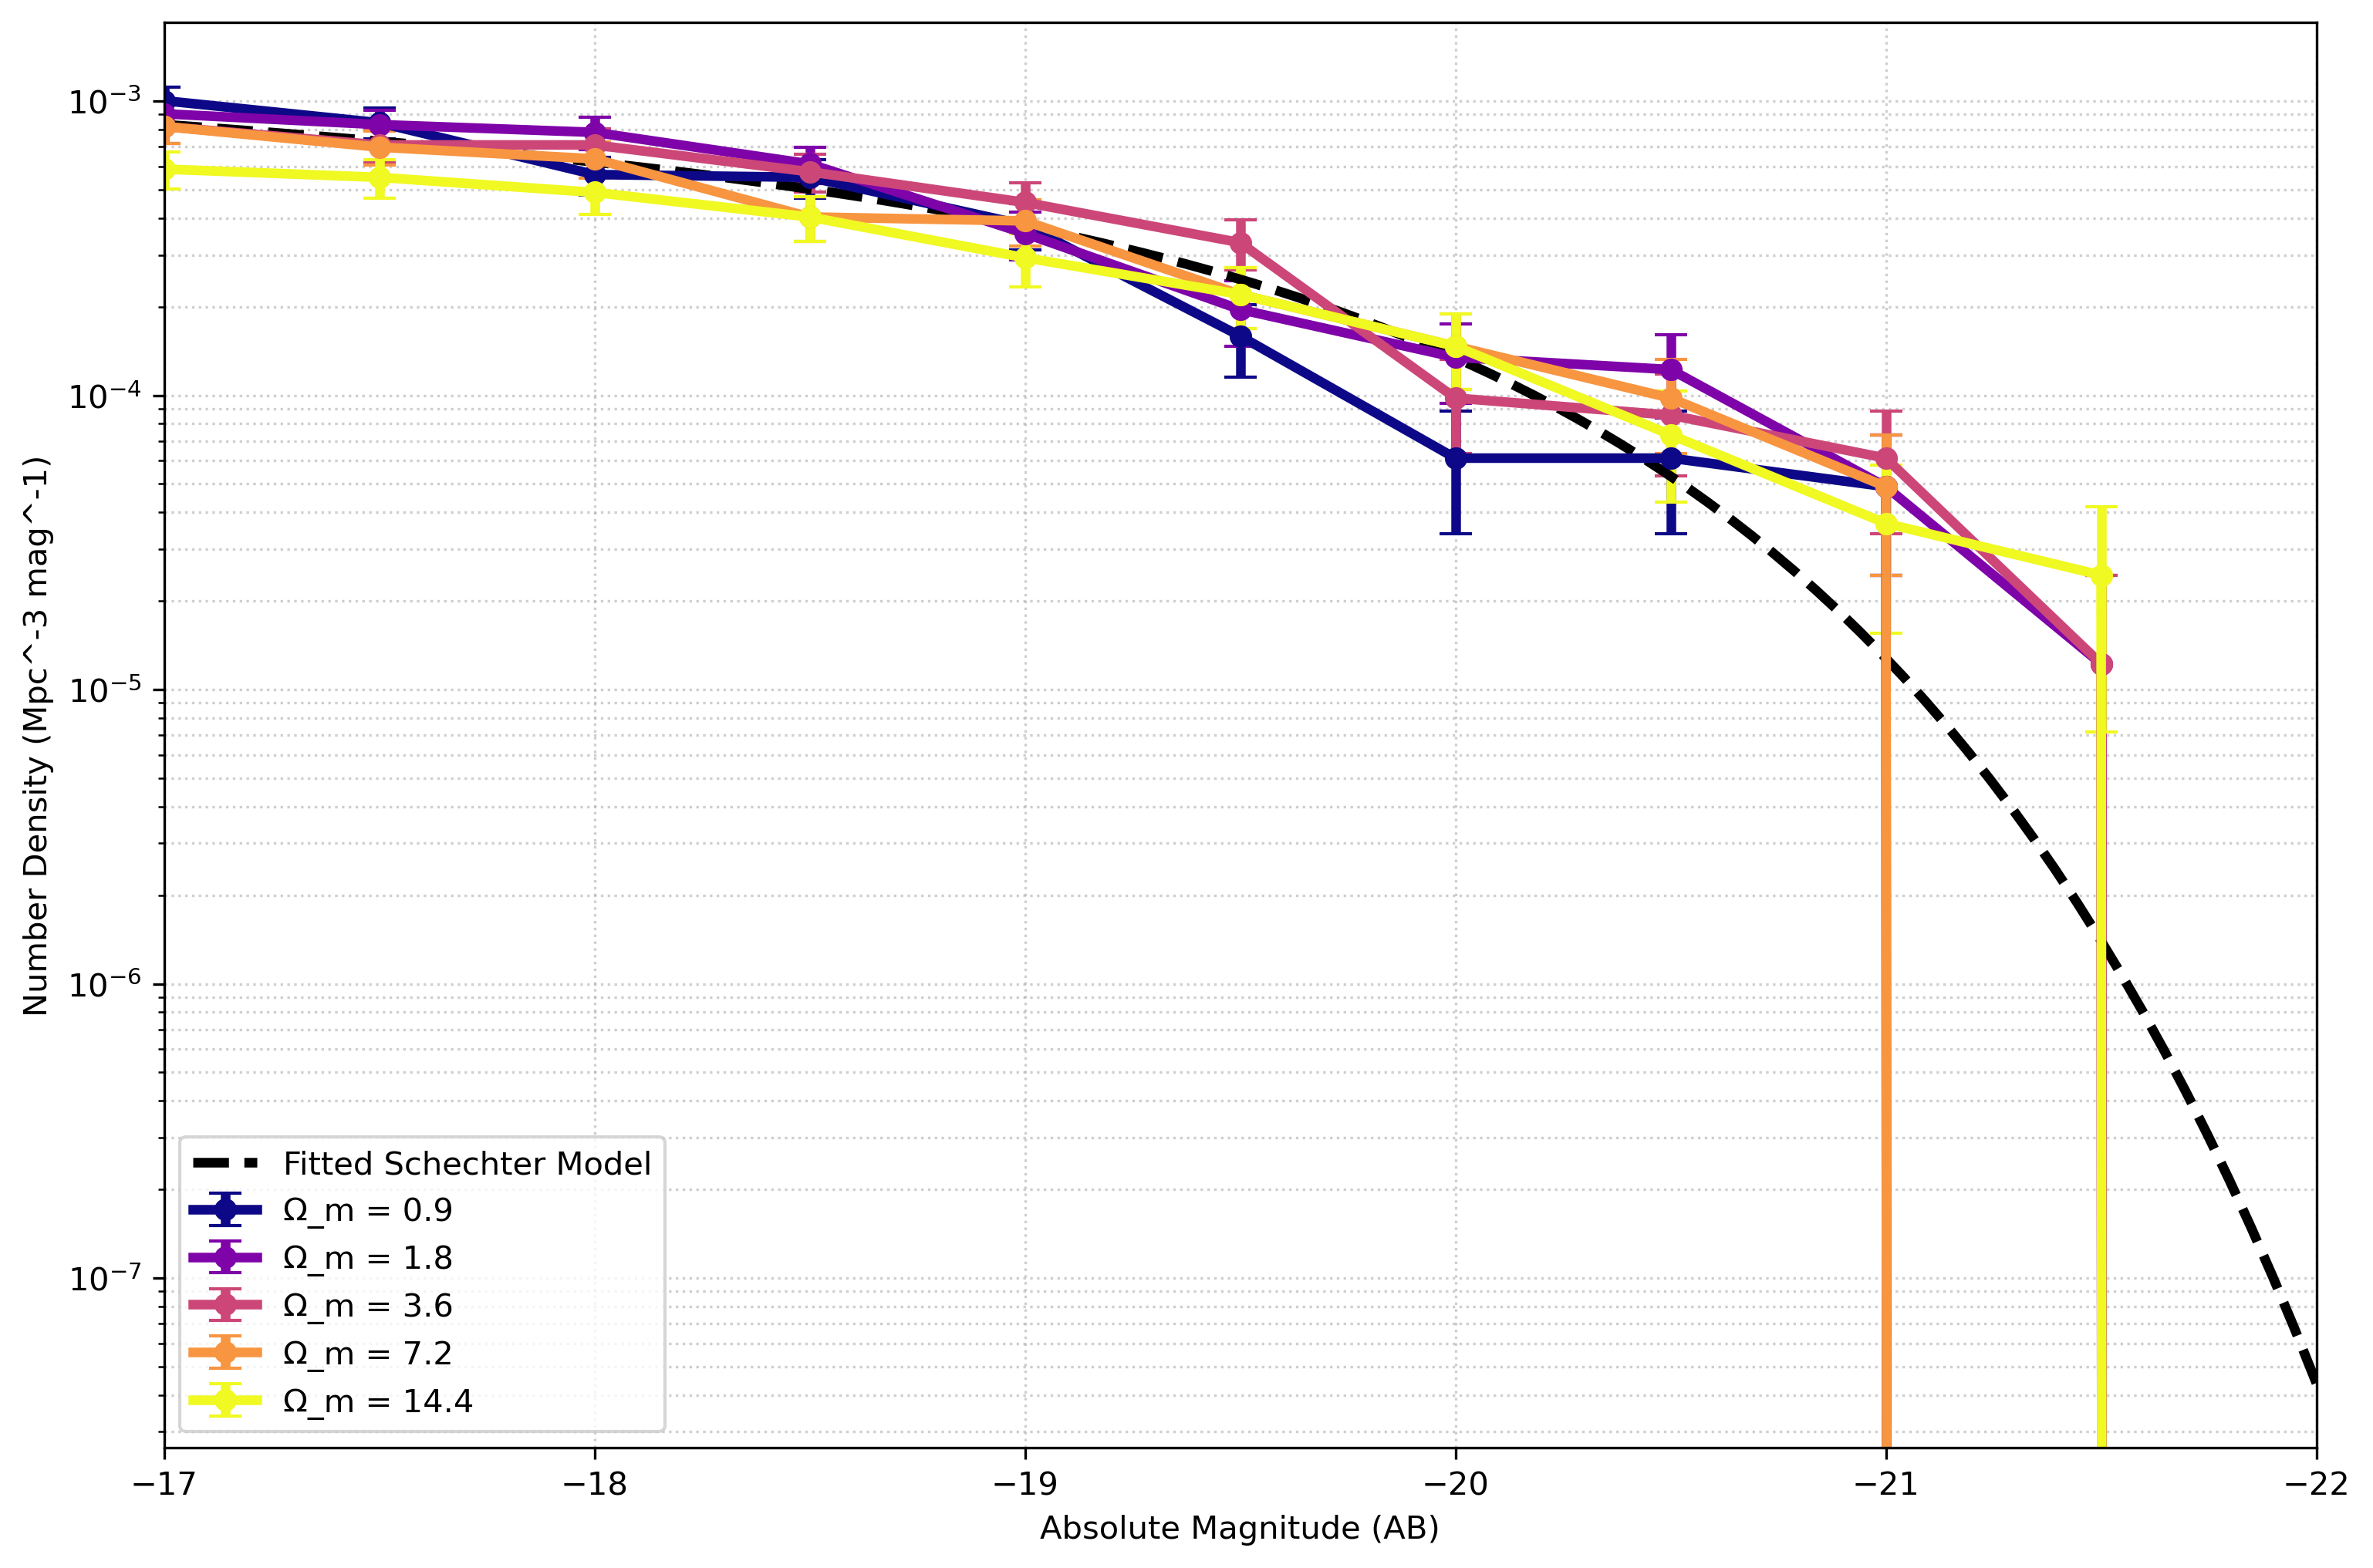 Number Density (Mpc^-3 mag^-1)
10⁻³
10⁻⁴
10⁻⁵
10⁻⁶
10⁻⁷
Fitted Schechter Model
Ω_m = 0.9
Ω_m = 1.8
Ω_m = 3.6
Ω_m = 7.2
Ω_m = 14.4
−17 −18 −19 −20 −21 −22
Absolute Magnitude (AB)